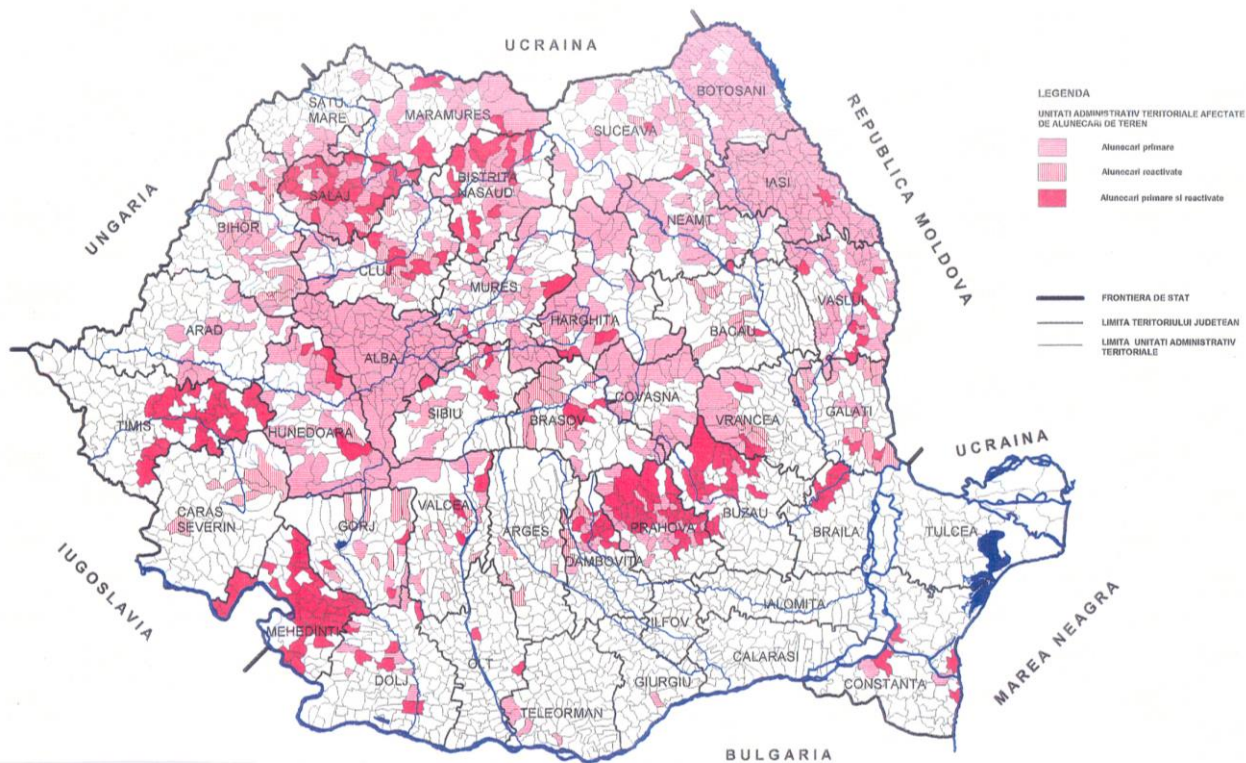 UCRAINA
BOTOSANI
SATU
MARE
MARAMURES
SUCEAVA
REPUBLICA MOLDOVA
UNGARIA
SALAJ
BISTRITA
NASAUD
IASI
BIHOR
NEAMT
CLUJ
MURES
VASLUI
ARAD
HARGHITA
BACAU
ALBA
TIMIS
HUNEDOARA
SIBIU
BRASOV
COVASNA
VRANCEA
GALATI
UCRAINA
CARAS
SEVERIN
GORJ
VALCEA
ARGES
PRAHOVA
BUZAU
BRAILA
TULCEA
DAMBOVITA
IUGOSLAVIA
IALOMITA
MEHEDINTI
ILFOV
CALARASI
MAREA NEAGRA
DOLJ
OLT
GIURGIU
CONSTANTA
TELEORMAN
BULGARIA
LEGENDA
UNITATI ADMINISTRATIV TERITORIALE AFECTATE
DE ALUNECARI DE TEREN
Alunecari primare
Alunecari reactivate
Alunecari primare si reactivate
FRONTIERA DE STAT
LIMITA TERITORIULUI JUDETEAN
LIMITA UNITATI ADMINISTRATIV
TERITORIALE